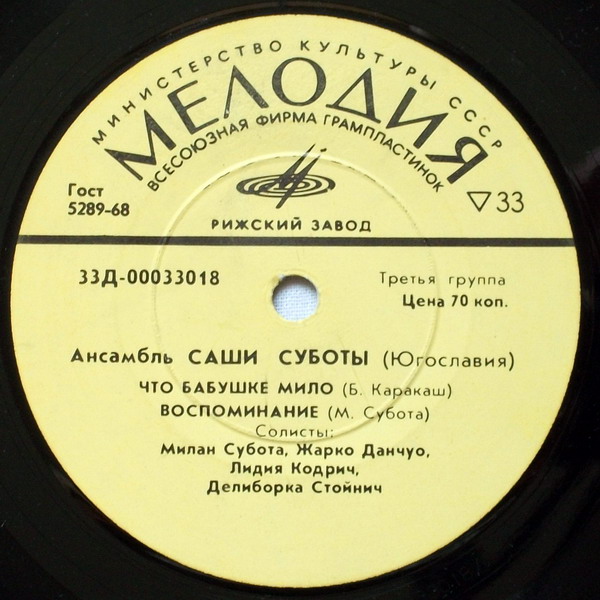 МИНИСТЕРСТВО КУЛЬТУРЫ СССР
МЕЛОДИЯ
ВСЕСОЮЗНАЯ ФИРМА ГРАМПЛАСТИНОК
Гост
5289-68
33
РИЖСКИЙ ЗАВОД
33Д-00033018
Третья группа
Цена 70 коп.
Ансамбль САШИ СУБОТЫ (Югославия)
ЧТО БАБУШКЕ МИЛО (Б. Каракаш)
ВОСПОМИНАНИЕ (М. Субота)
Солисты:
Милан Субота, Жарко Данчуо,
Лидия Кодрич,
Делиборка Стойнич